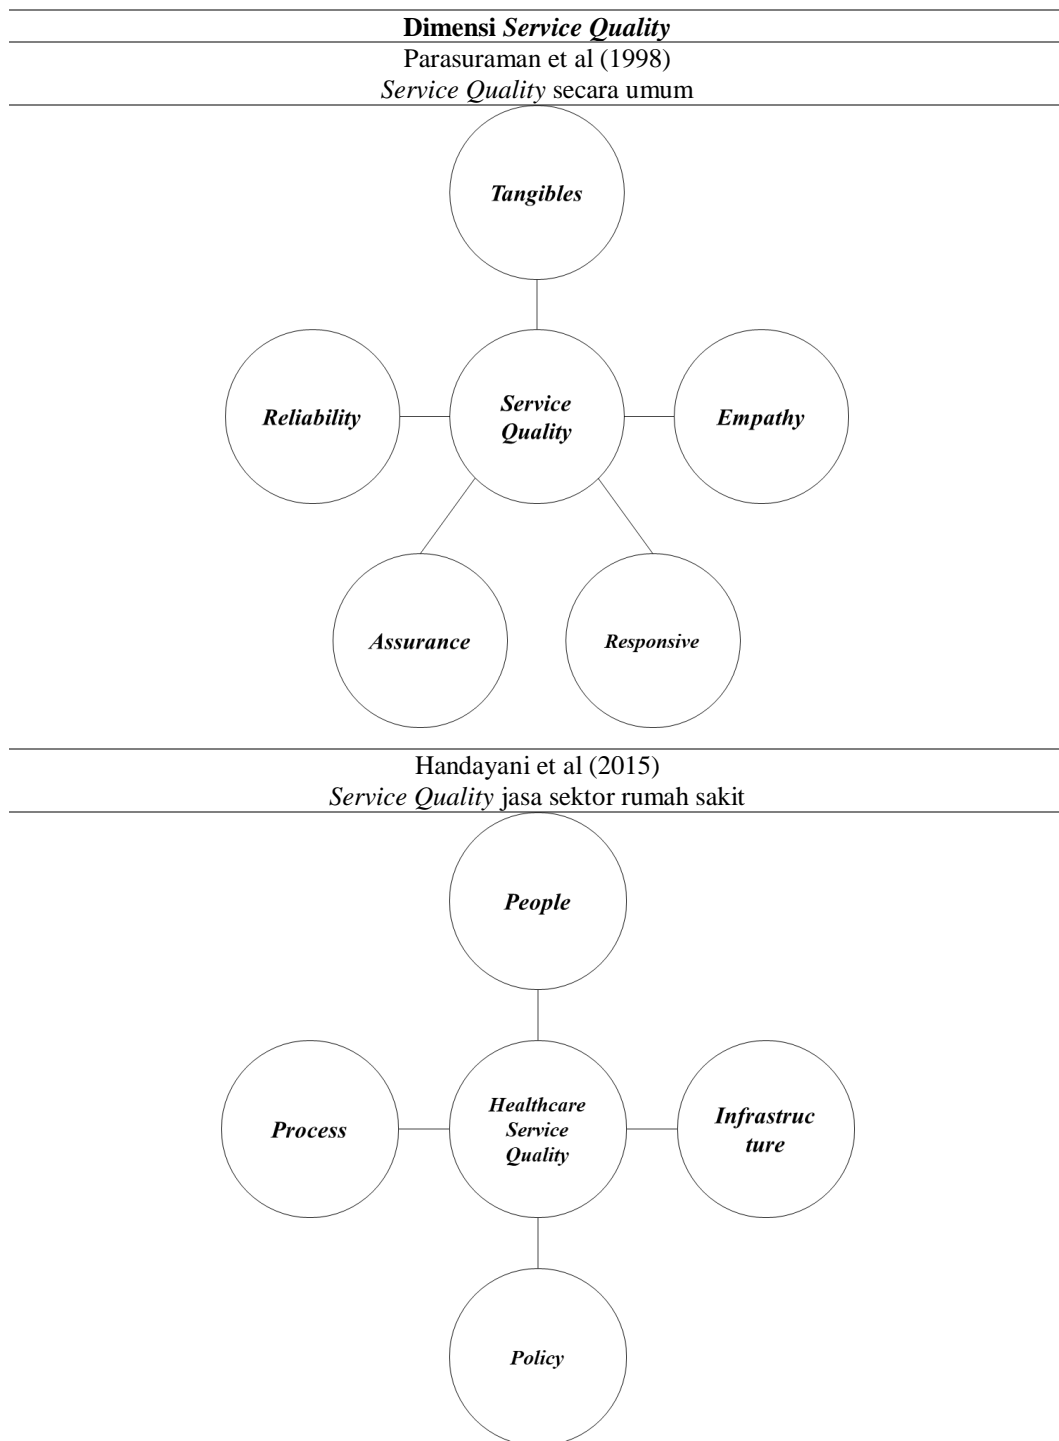 Dimensi Service Quality
Parasuraman et al (1998)
Service Quality secara umum
Tangibles
Reliability
Service
Quality
Empathy
Assurance
Responsive
Handayani et al (2015)
Service Quality jasa sektor rumah sakit
People
Process
Healthcare
Service
Quality
Infrastruc
ture
Policy